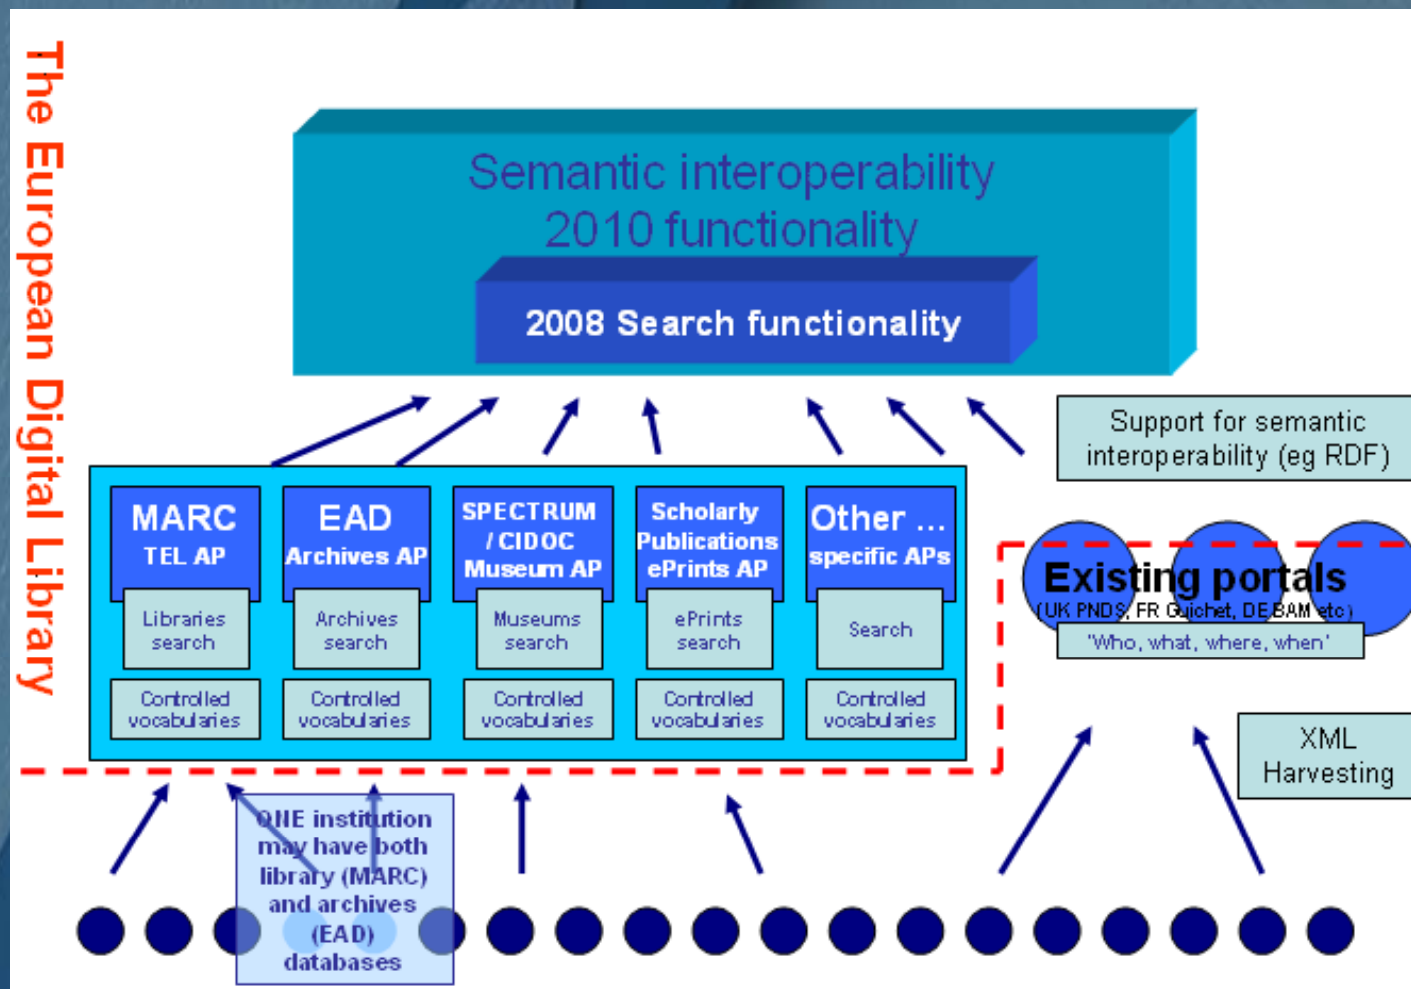 The European Digital Library
Semantic interoperability
2010 functionality
2008 Search functionality
Support for semantic
interoperability (eg RDF)
MARC
TEL AP
Libraries
search
Controlled
vocabularies
EAD
Archives AP
Archives
search
Controlled
vocabularies
SPECTRUM
/ CIDOC
Museum AP
Museums
search
Controlled
vocabularies
Scholarly
Publications
ePrints AP
ePrints
search
Controlled
vocabularies
Other ...
specific APs
Search
Controlled
vocabularies
Existing portals
(UK PNDS, FR Guichet, DE BAM etc)
'Who, what, where, when'
XML
Harvesting
ONE institution
may have both
library (MARC)
and archives
(EAD)
databases